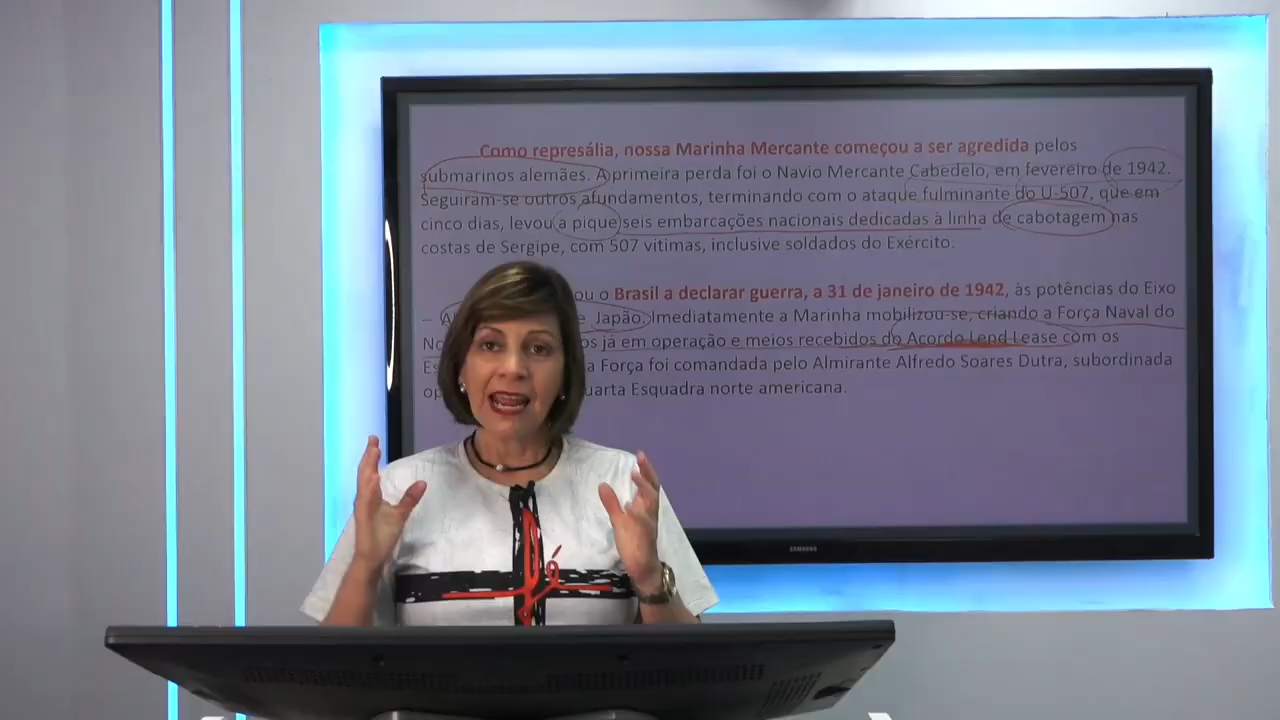 Como represália, nossa Marinha Mercante começou a ser agredida pelos
submarinos alemães. A primeira perda foi o Navio Mercante Cabedelo, em fevereiro de 1942.
Seguiram-se outros afundamentos, terminando com o ataque fulminante do U-507, que em
cinco dias, levou a pique seis embarcações nacionais dedicadas à linha de cabotagem nas
costas de Sergipe, com 507 vítimas, inclusive soldados do Exército.
o Brasil a declarar guerra, a 31 de janeiro de 1942, às potências do Eixo
– e Japão. Imediatamente a Marinha mobilizou-se, criando a Força Naval do
já em operação e meios recebidos do Acordo Lend Lease com os
a Força foi comandada pelo Almirante Alfredo Soares Dutra, subordinada
Esquadra norte americana.
SAMSUNG
fé